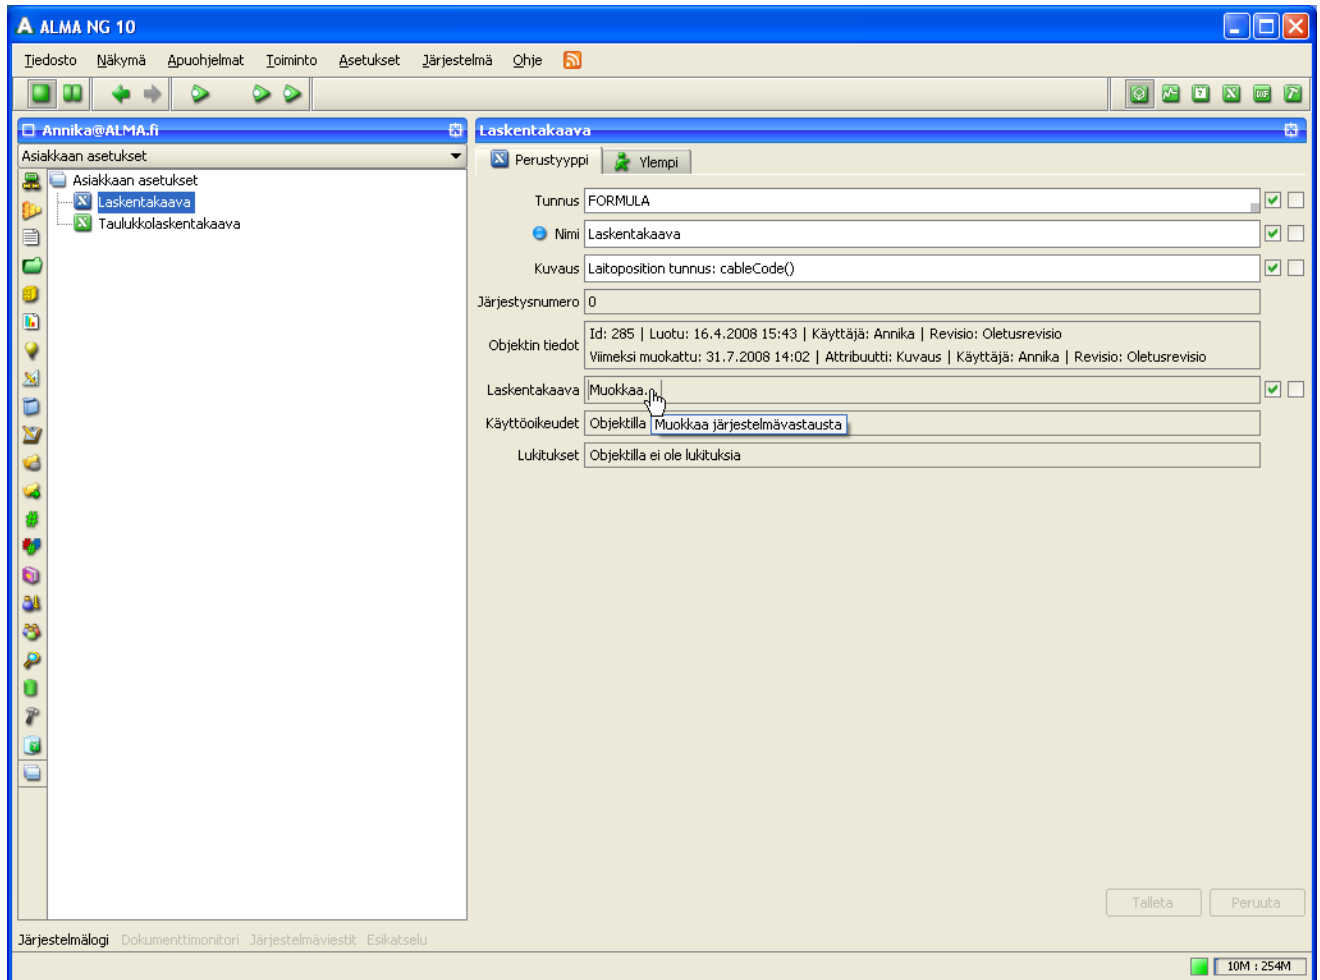 ALMA NG 10
Tiedosto Näkymä Apuohjelmat Toiminto Asetukset Järjestelmä Ohje
Annika@ALMA.fi
Asiakkaan asetukset
Asiakkaan asetukset
Laskentakaava
Taulukkolaskentakaava
Laskentakaava
Perustyyppi Ylempi
Tunnus FORMULA
Nimi Laskentakaava
Kuvaus Laitoposition tunnus: cableCode()
Järjestysnumero 0
Objektin tiedot
Id: 285 | Luotu: 16.4.2008 15:43 | Käyttäjä: Annika | Revisio: Oletusrevisio
Viimeksi muokattu: 31.7.2008 14:02 | Attribuutti: Kuvaus | Käyttäjä: Annika | Revisio: Oletusrevisio
Laskentakaava Muokkaa...
Käyttöoikeudet Objektilla
Muokkaa järjestelmävastausta
Lukitukset Objektilla ei ole lukituksia
Talleta Peruuta
Järjestelmälogi Dokumenttimonitori Järjestelmäviestit Esikatselu
10M : 254M